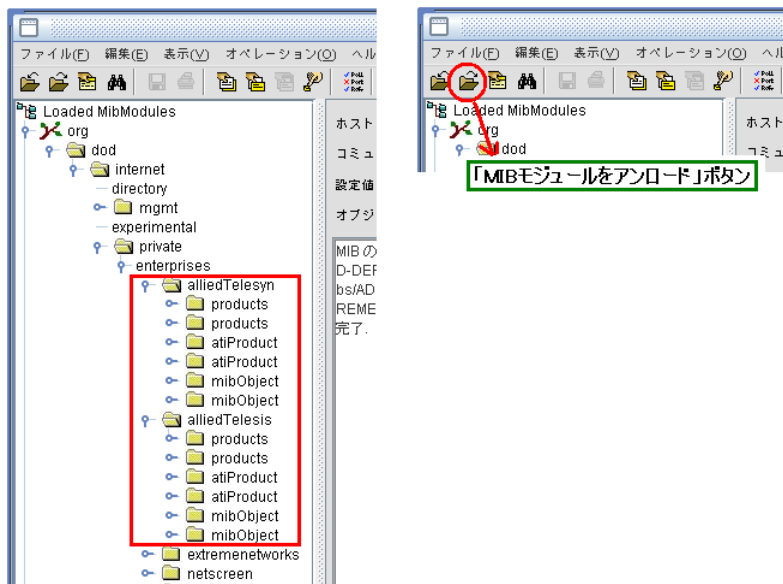 ファイル(F) 編集(E) 表示(V) オペレーション(O) ヘル
Loaded MibModules
org
dod
internet
directory
mgmt
experimental
private
enterprises
alliedTelesyn
products
products
atiProduct
atiProduct
mibObject
mibObject
alliedTelesis
products
products
atiProduct
atiProduct
mibObject
mibObject
extremenetworks
netscreen
ホスト
コミュ
設定値
オブジ
MIB の
D-DEF
bs/AD
REME
完了.
ファイル(F) 編集(E) 表示(V) オペレーション(O) ヘル
Loaded MibModules
org
dod
ホスト
コミュ
「MIBモジュールをアンロード」ボタン